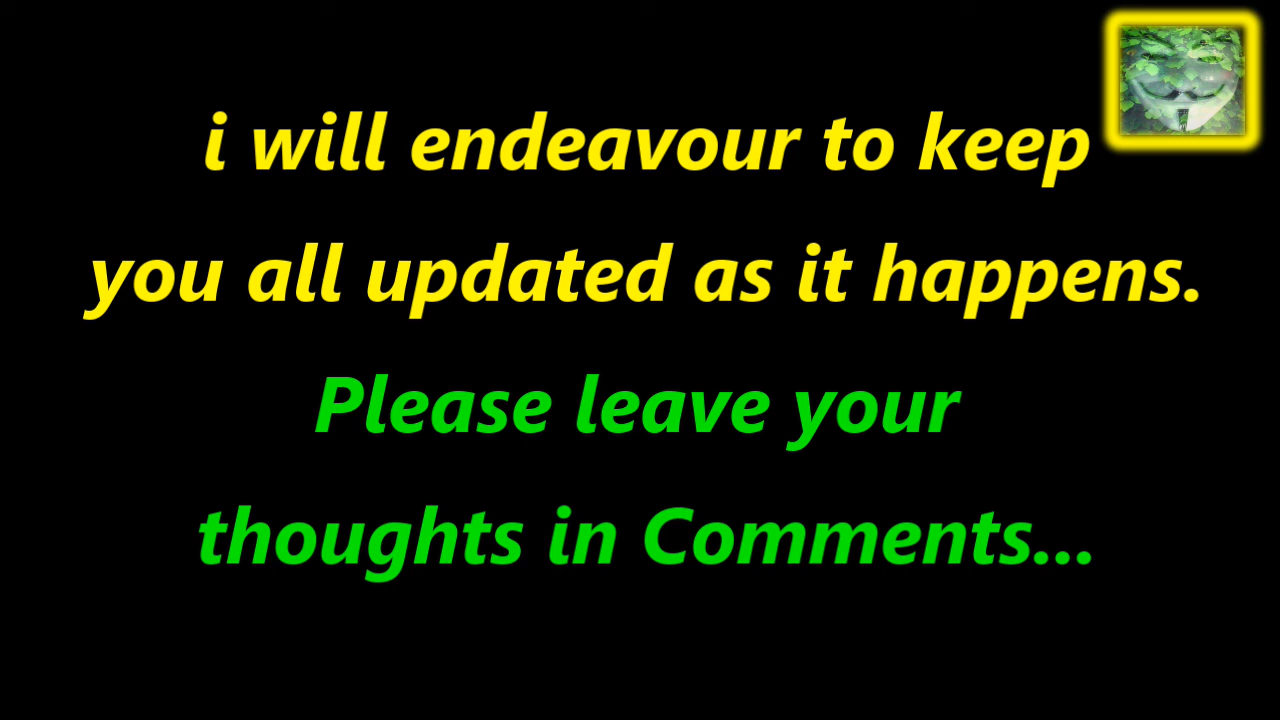 i will endeavour to keep
you all updated as it happens.
Please leave your
thoughts in Comments...